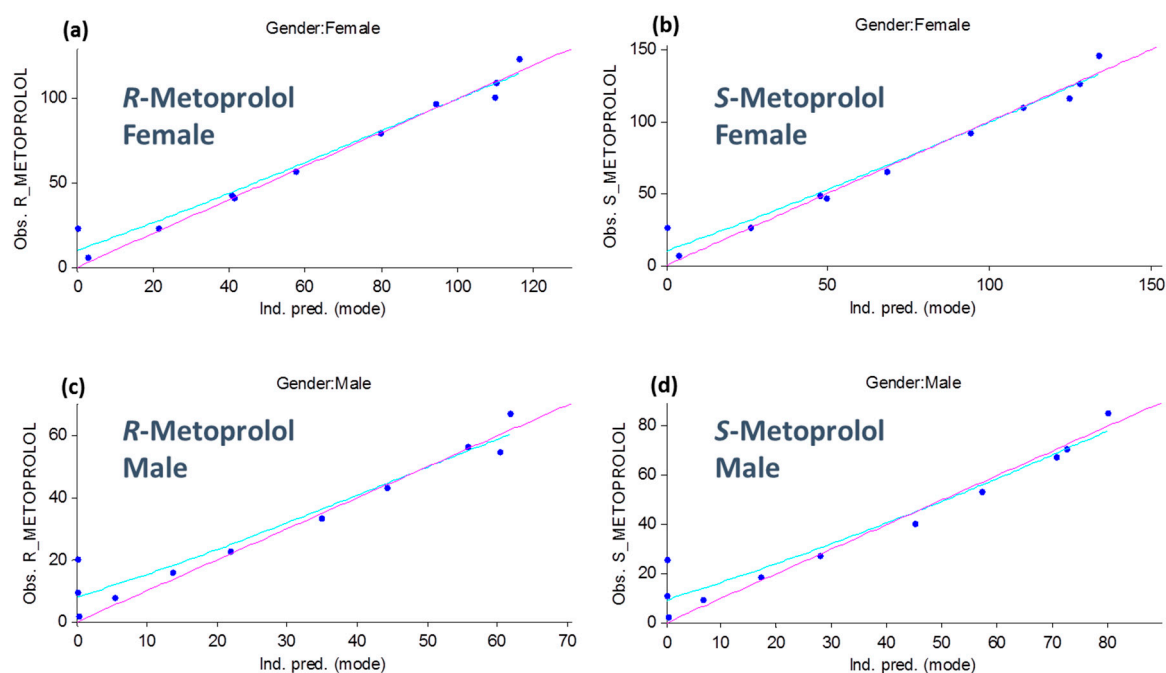 (a)
Gender:Female
R-Metoprolol
Female
Obs. R_METOPROLOL
100
50
0
0 20 40 60 80 100 120
Ind. pred. (mode)
(b)
Gender:Female
S-Metoprolol
Female
Obs. S_METOPROLOL
150
100
50
0
0 50 100 150
Ind. pred. (mode)
(c)
Gender:Male
R-Metoprolol
Male
Obs. R_METOPROLOL
60
40
20
0
0 10 20 30 40 50 60 70
Ind. pred. (mode)
(d)
Gender:Male
S-Metoprolol
Male
Obs. S_METOPROLOL
80
60
40
20
0
0 10 20 30 40 50 60 70 80
Ind. pred. (mode)